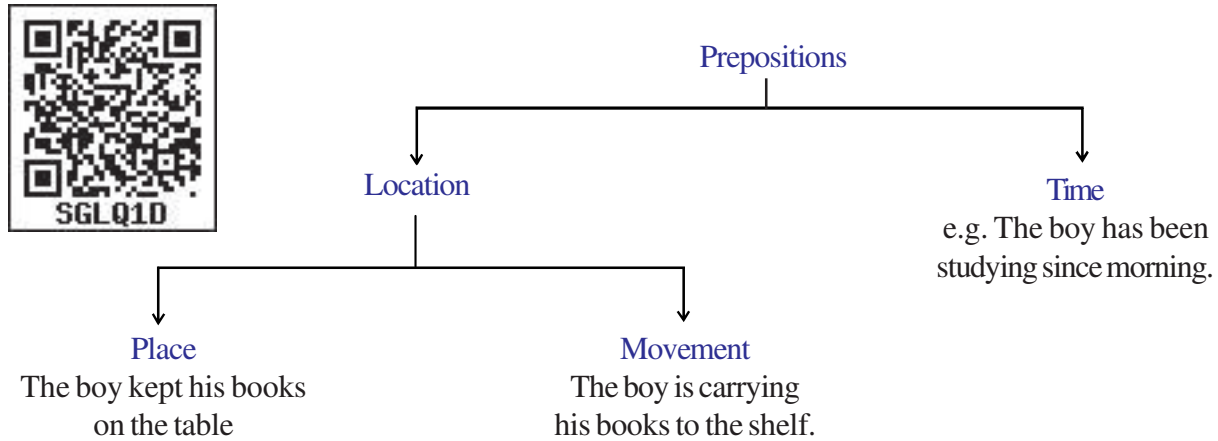 SGLQ1D
Prepositions
Location
Time
e.g. The boy has been
studying since morning.
Place
The boy kept his books
on the table
Movement
The boy is carrying
his books to the shelf.